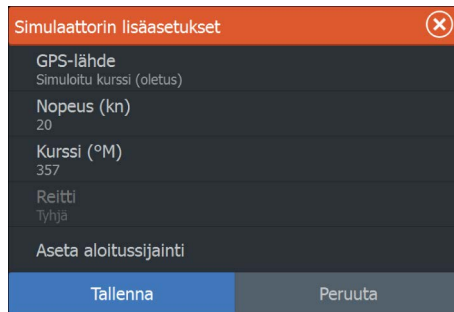 Simulaattorin lisäasetukset
GPS-lähde
Simuloitu kurssi (oletus)
Nopeus (kn)
20
Kurssi (°M)
357
Reitti
Tyhjä
Aseta aloitussijainti
Tallenna
Peruuta